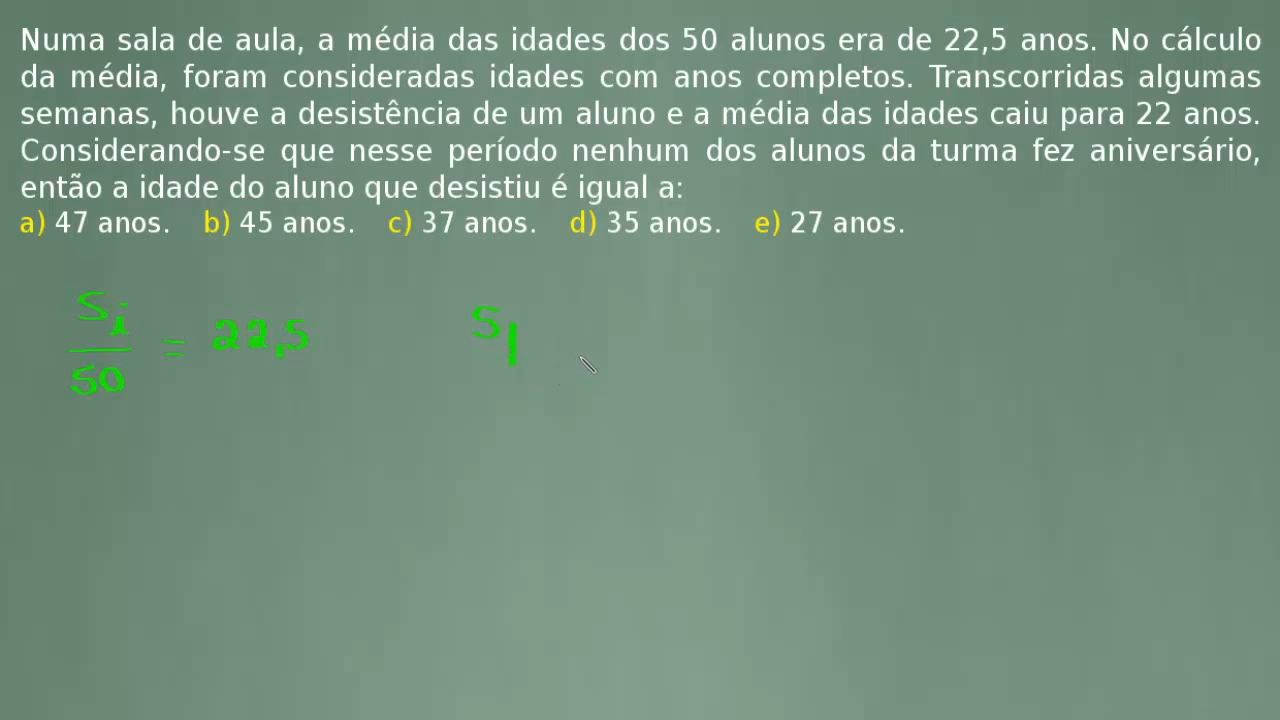 Numa sala de aula, a média das idades dos 50 alunos era de 22,5 anos. No cálculo
da média, foram consideradas idades com anos completos. Transcorridas algumas
semanas, houve a desistência de um aluno e a média das idades caiu para 22 anos.
Considerando-se que nesse período nenhum dos alunos da turma fez aniversário,
então a idade do aluno que desistiu é igual a:
a) 47 anos. b) 45 anos. c) 37 anos. d) 35 anos. e) 27 anos.
Si
50
= 22,5
S